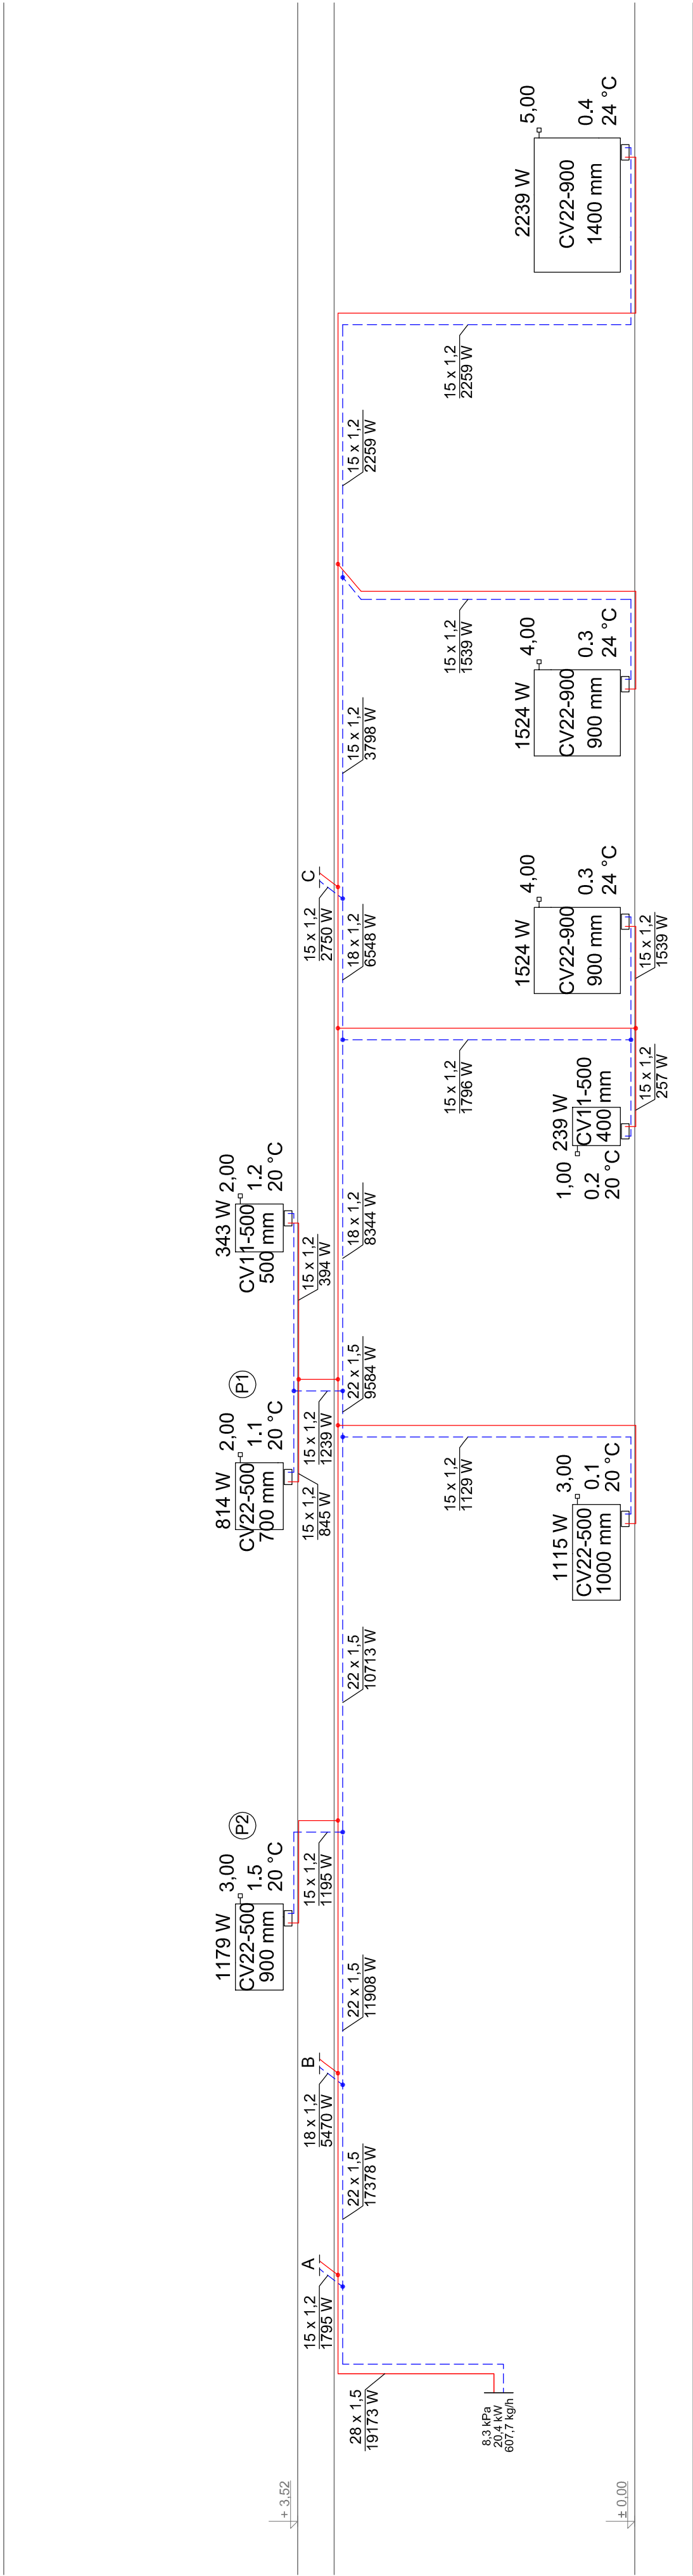 2239 W
5,00
CV22-900
1400 mm
0.4
24 °C
15 x 1,2
2259 W
15 x 1,2
2259 W
15 x 1,2
1539 W
1524 W
4,00
CV22-900
900 mm
0.3
24 °C
15 x 1,2
3798 W
C
15 x 1,2
2750 W
18 x 1,2
6548 W
1524 W
4,00
CV22-900
900 mm
0.3
24 °C
15 x 1,2
1539 W
15 x 1,2
1796 W
15 x 1,2
257 W
239 W
CV11-500
400 mm
1,00
0.2
20 °C
343 W
2,00
CV11-500
500 mm
1.2
20 °C
15 x 1,2
394 W
18 x 1,2
8344 W
22 x 1,5
9584 W
P1
15 x 1,2
1239 W
814 W
2,00
CV22-500
700 mm
1.1
20 °C
15 x 1,2
845 W
15 x 1,2
1129 W
1115 W
3,00
CV22-500
1000 mm
0.1
20 °C
22 x 1,5
10713 W
P2
1179 W
3,00
CV22-500
900 mm
1.5
20 °C
15 x 1,2
1195 W
22 x 1,5
11908 W
B
18 x 1,2
5470 W
22 x 1,5
17378 W
A
15 x 1,2
1795 W
28 x 1,5
19173 W
8,3 kPa
20,4 kW
607,7 kg/h
+ 3,52
± 0,00